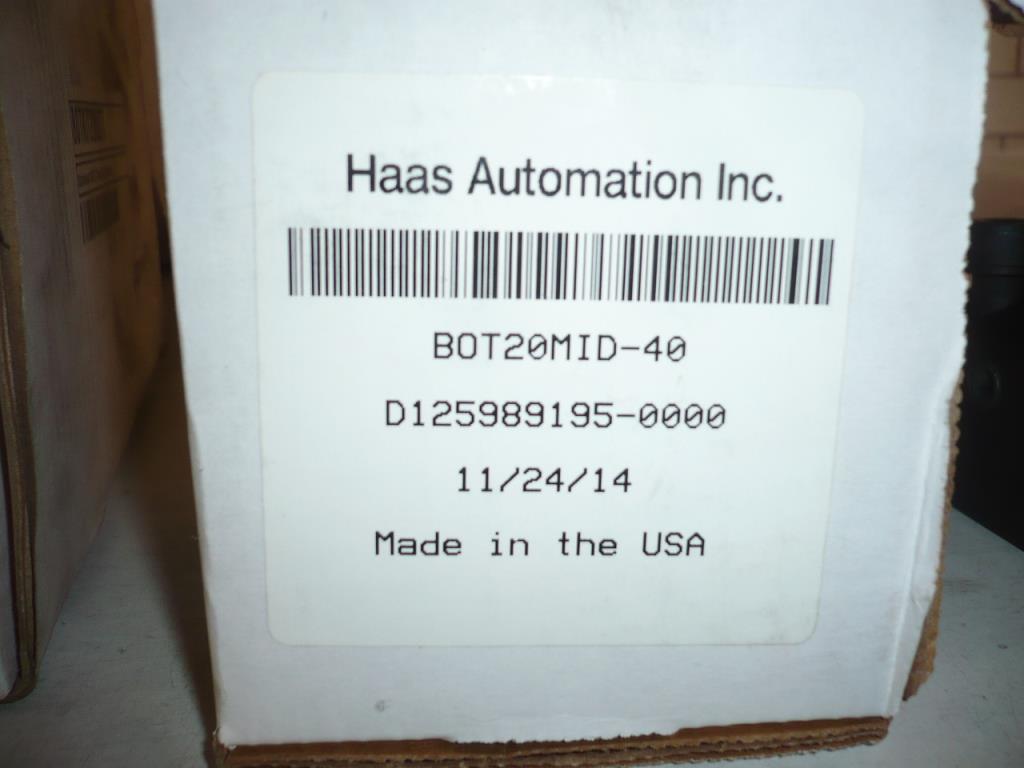 Haas Automation Inc.
BOT20MID-40
D125989195-0000
11/24/14
Made in the USA